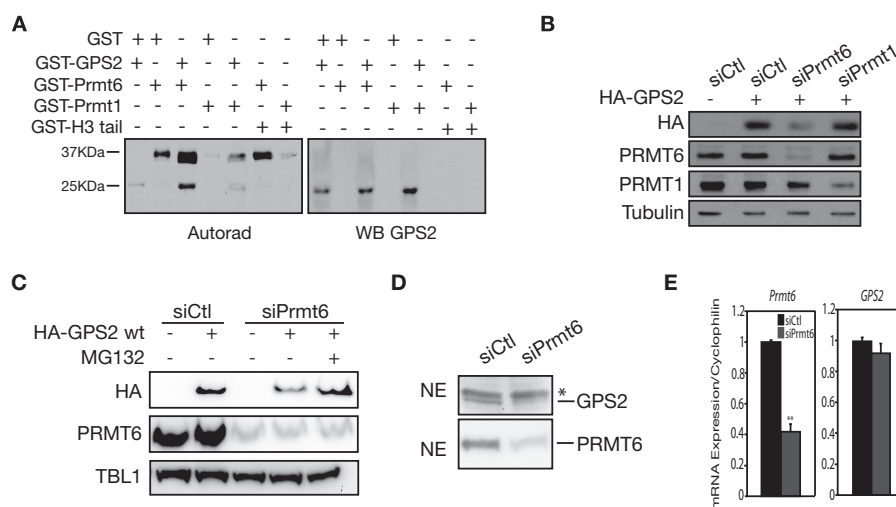 A
GST + + - + - - - + + - + - - -
GST-GPS2 + - + - + - - + - + - + - -
GST-Prmt6 - + + - - + - - + + - - + -
GST-Prmt1 - - - + + - + - - - + + - +
GST-H3 tail - - - - - + + - - - - - + +
37KDa
25KDa
Autorad WB GPS2
B
siCtl siCtl siPrmt6 siPrmt1
HA-GPS2 - + + +
HA
PRMT6
PRMT1
Tubulin
C
siCtl siPrmt6
HA-GPS2 wt - + - + +
MG132 - - - - +
HA
PRMT6
TBL1
D
siCtl siPrmt6
NE *
GPS2
NE PRMT6
E
Prmt6 GPS2
mRNA Expression/Cyclophilin
1.2 1.2
siCtl
siPrmt6
1 1
0.8 0.8
0.6 0.6
**
0.4 0.4
0.2 0.2
0 0